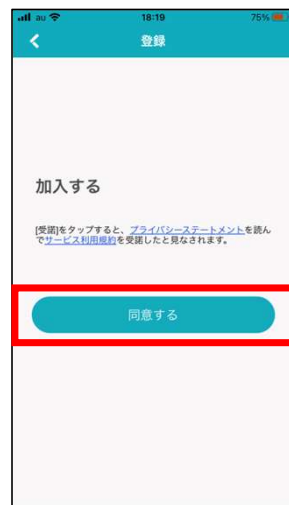 au 18:19 75%
登録
加入する
[受諾]をタップすると、プライバシーステートメントを読ん
でサービス利用規約を受諾したと見なされます。
同意する